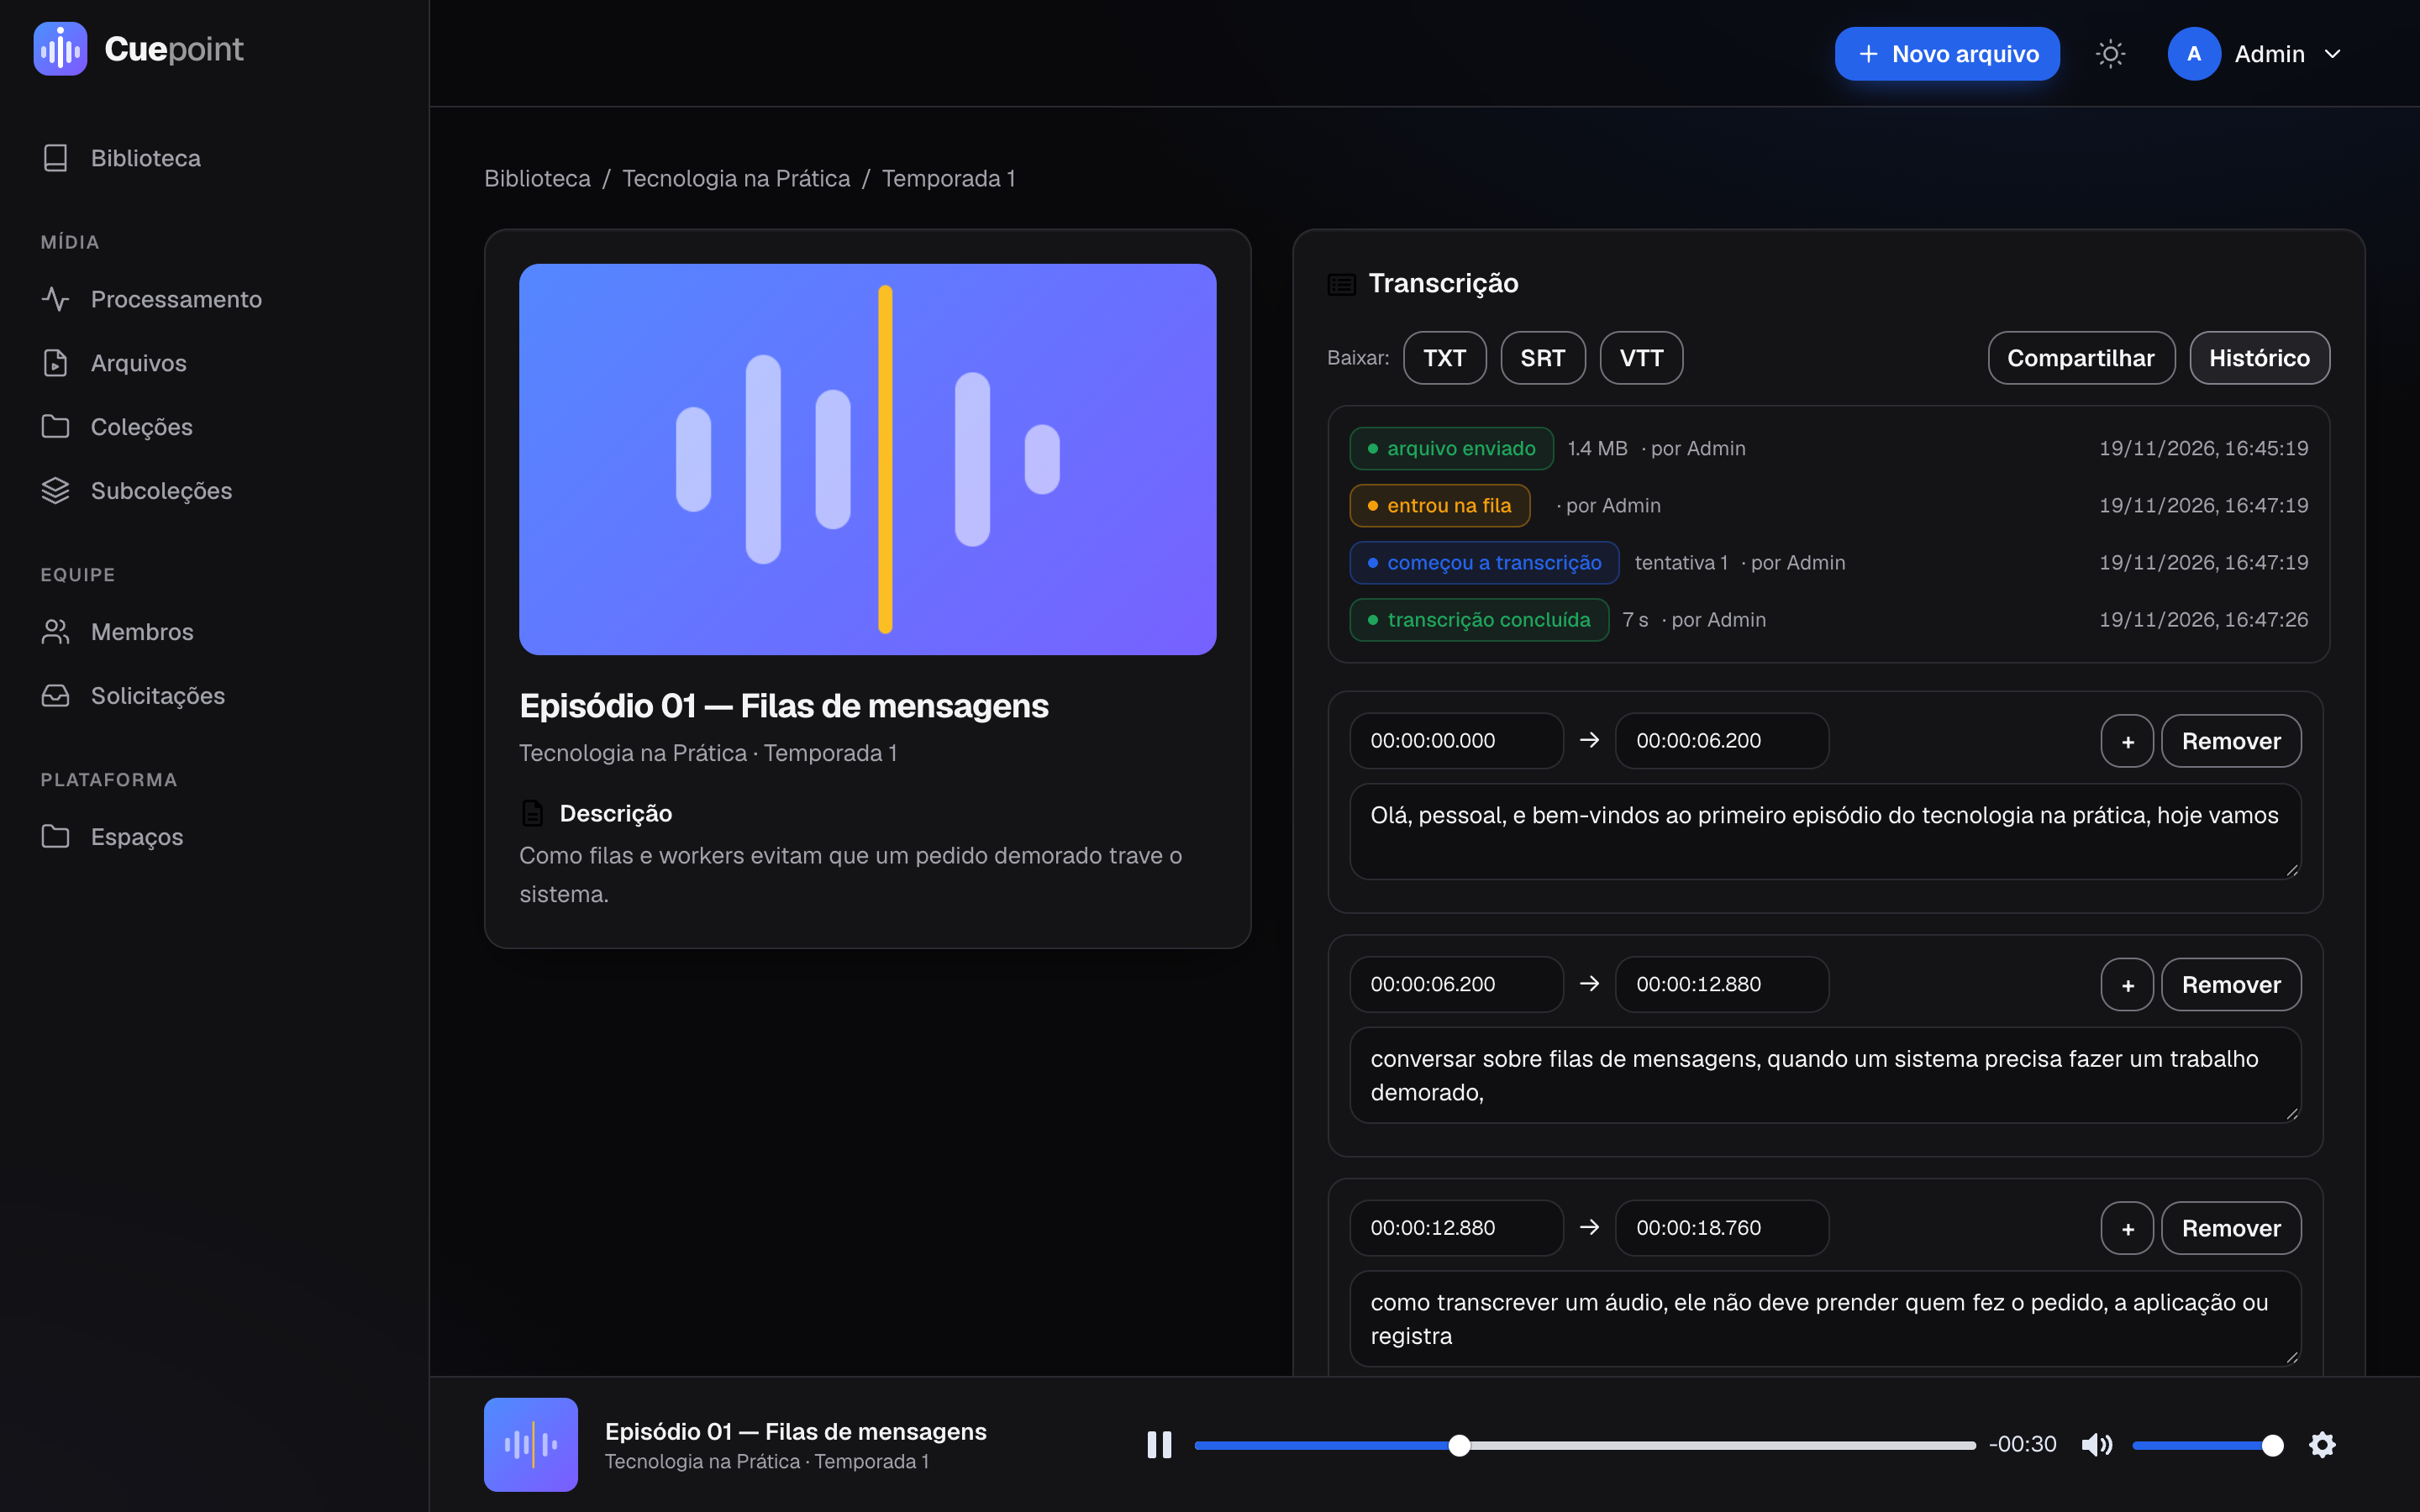 Cuepoint
Novo arquivo
A
Admin
Biblioteca
MÍDIA
Processamento
Arquivos
Coleções
Subcoleções
EQUIPE
Membros
Solicitações
PLATAFORMA
Espaços
Biblioteca / Tecnologia na Prática / Temporada 1
Episódio 01 — Filas de mensagens
Tecnologia na Prática · Temporada 1
Descrição
Como filas e workers evitam que um pedido demorado trave o
sistema.
Transcrição
Baixar: TXT SRT VTT Compartilhar Histórico
arquivo enviado 1.4 MB · por Admin 19/11/2026, 16:45:19
entrou na fila · por Admin 19/11/2026, 16:47:19
começou a transcrição tentativa 1 · por Admin 19/11/2026, 16:47:19
transcrição concluída 7 s · por Admin 19/11/2026, 16:47:26
00:00:00.000 → 00:00:06.200 + Remover
Olá, pessoal, e bem-vindos ao primeiro episódio do tecnologia na prática, hoje vamos
00:00:06.200 → 00:00:12.880 + Remover
conversar sobre filas de mensagens, quando um sistema precisa fazer um trabalho
demorado,
00:00:12.880 → 00:00:18.760 + Remover
como transcrever um áudio, ele não deve prender quem fez o pedido, a aplicação ou
registra
Episódio 01 — Filas de mensagens
Tecnologia na Prática · Temporada 1
-00:30